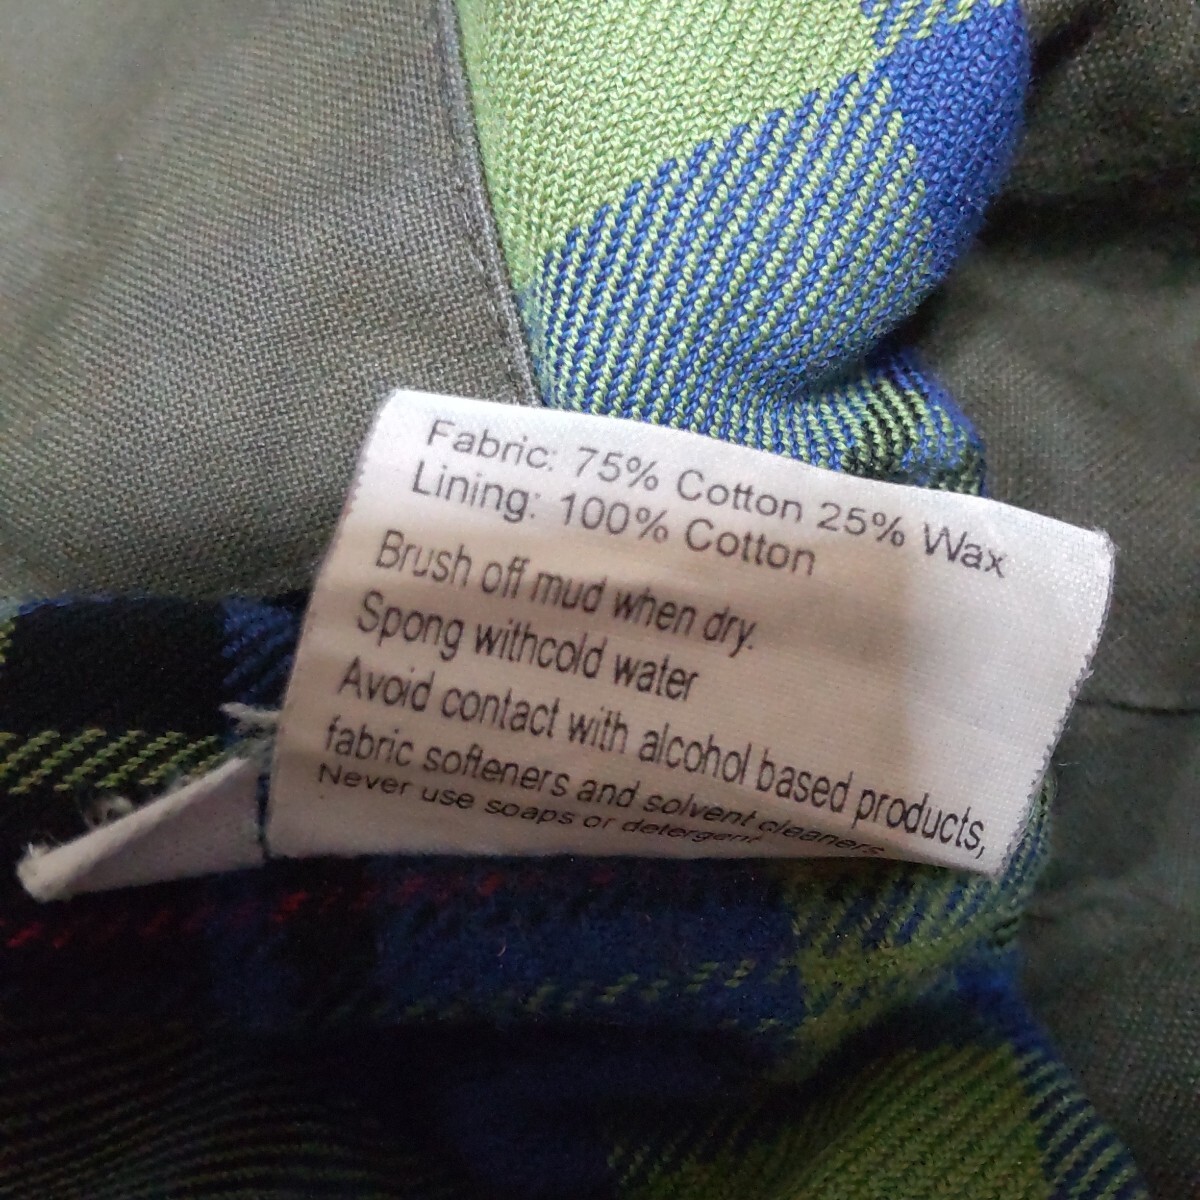 Fabric: 75% Cotton 25% Wax
Lining: 100% Cotton
Brush off mud when dry.
Spong withcold water
Avoid contact with alcohol based products,
fabric softeners and solvent cleaners
Never use soaps or detergent